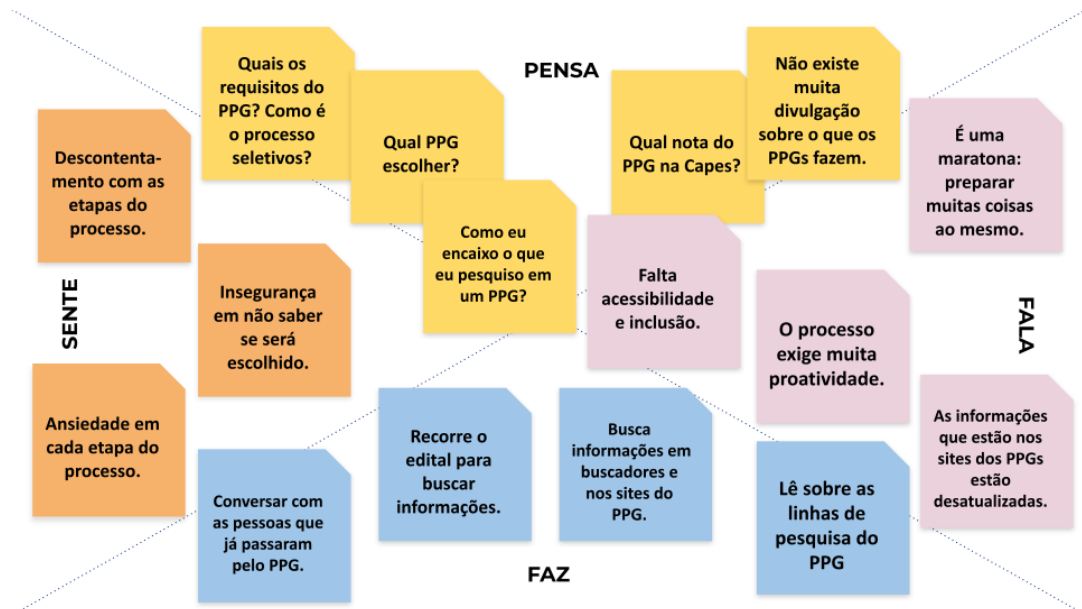 PENSA
Quais os
requisitos do
PPG? Como é
o processo
seletivos?
Qual PPG
escolher?
Como eu
encaixo o que
eu pesquiso em
um PPG?
Qual nota do
PPG na Capes?
Não existe
muita
divulgação
sobre o que os
PPGs fazem.
SENTE
Descontenta-
mento com as
etapas do
processo.
Insegurança
em não saber
se será
escolhido.
Ansiedade em
cada etapa do
processo.
FALA
É uma
maratona:
preparar
muitas coisas
ao mesmo.
Falta
acessibilidade
e inclusão.
O processo
exige muita
proatividade.
As informações
que estão nos
sites dos PPGs
estão
desatualizadas.
FAZ
Conversar com
as pessoas que
já passaram
pelo PPG.
Recorre o
edital para
buscar
informações.
Busca
informações em
buscadores e
nos sites do
PPG.
Lê sobre as
linhas de
pesquisa do
PPG